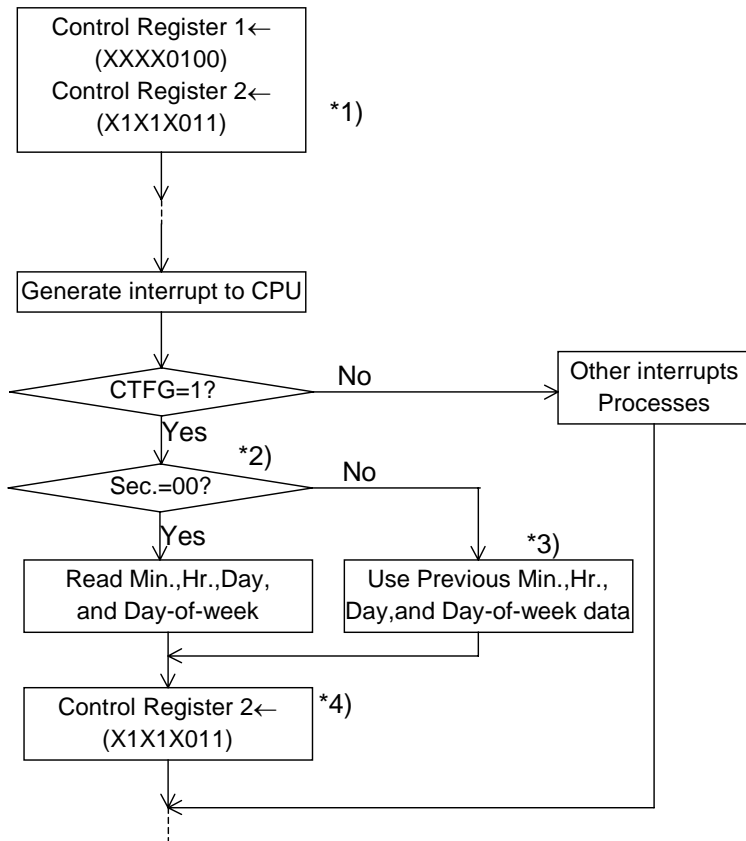 Control Register 1←
(XXXX0100)
Control Register 2←
(X1X1X011)
*1)
Generate interrupt to CPU
CTFG=1?
No
Other interrupts
Processes
Yes
*2)
Sec.=00?
No
Yes
*3)
Read Min.,Hr.,Day,
and Day-of-week
Use Previous Min.,Hr.,
Day,and Day-of-week data
Control Register 2←
(X1X1X011)
*4)